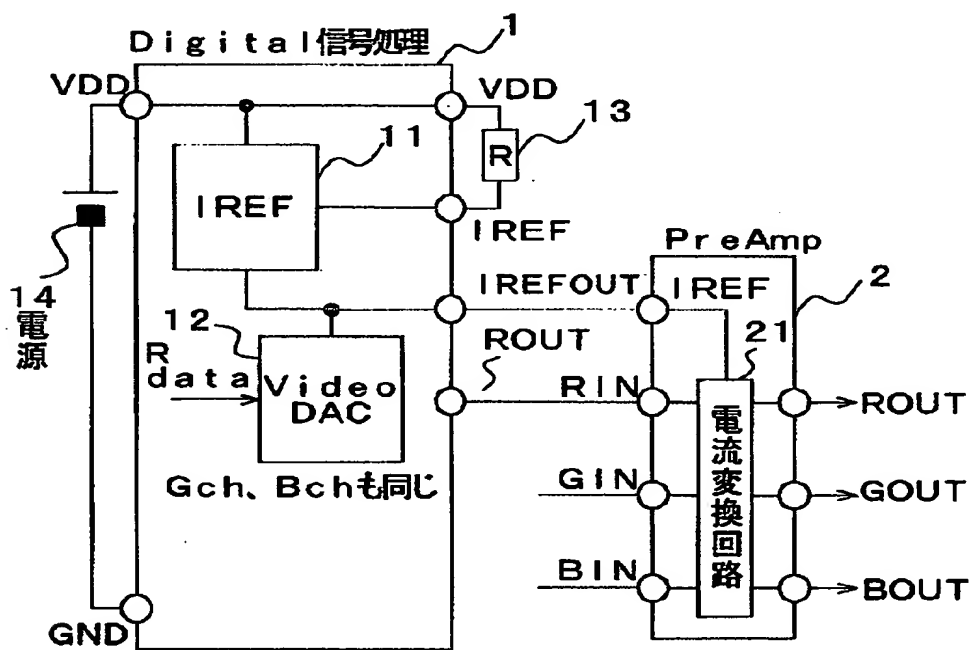 Digital信号処理
1
VDD
VDD
13
R
11
IREF
IREF
14
電源
PreAmp
IREFOUT
IREF
2
12
ROUT
21
R
data
Video
DAC
RIN
ROUT
Gch、Bchも同じ
GIN
電流変換回路
GOUT
BIN
BOUT
GND